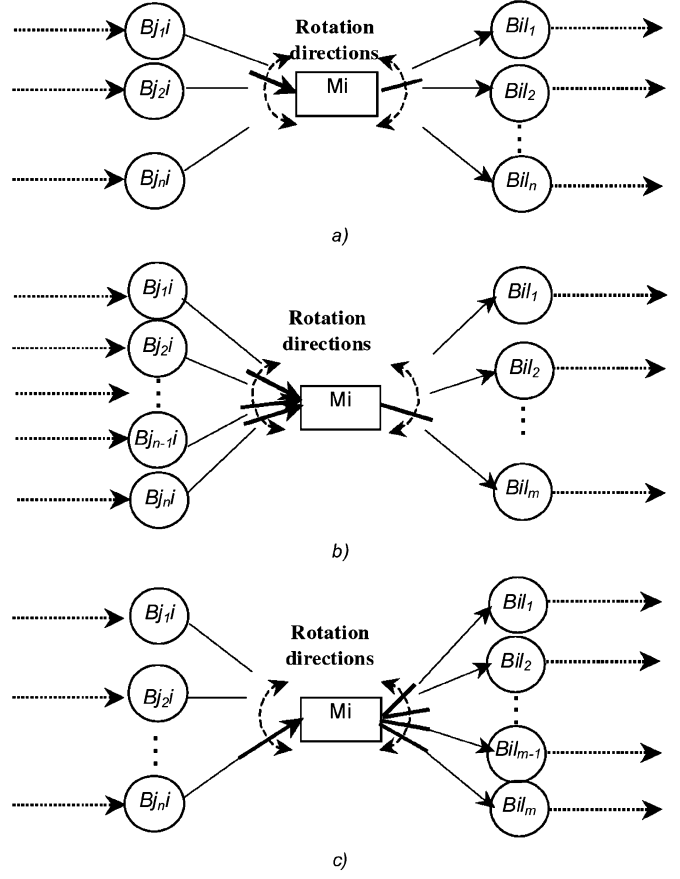 Bj₁i
Rotation
directions
Bil₁
Bj₂i
Mi
Bil₂
Bjₙi
Bilₙ
a)
Bj₁i
Bil₁
Rotation
directions
Bj₂i
Bil₂
Mi
Bjₙ₋₁i
Bjₙi
Bilₘ
b)
Bj₁i
Bil₁
Rotation
directions
Bj₂i
Bil₂
Mi
Bilₘ₋₁
Bjₙi
Bilₘ
c)